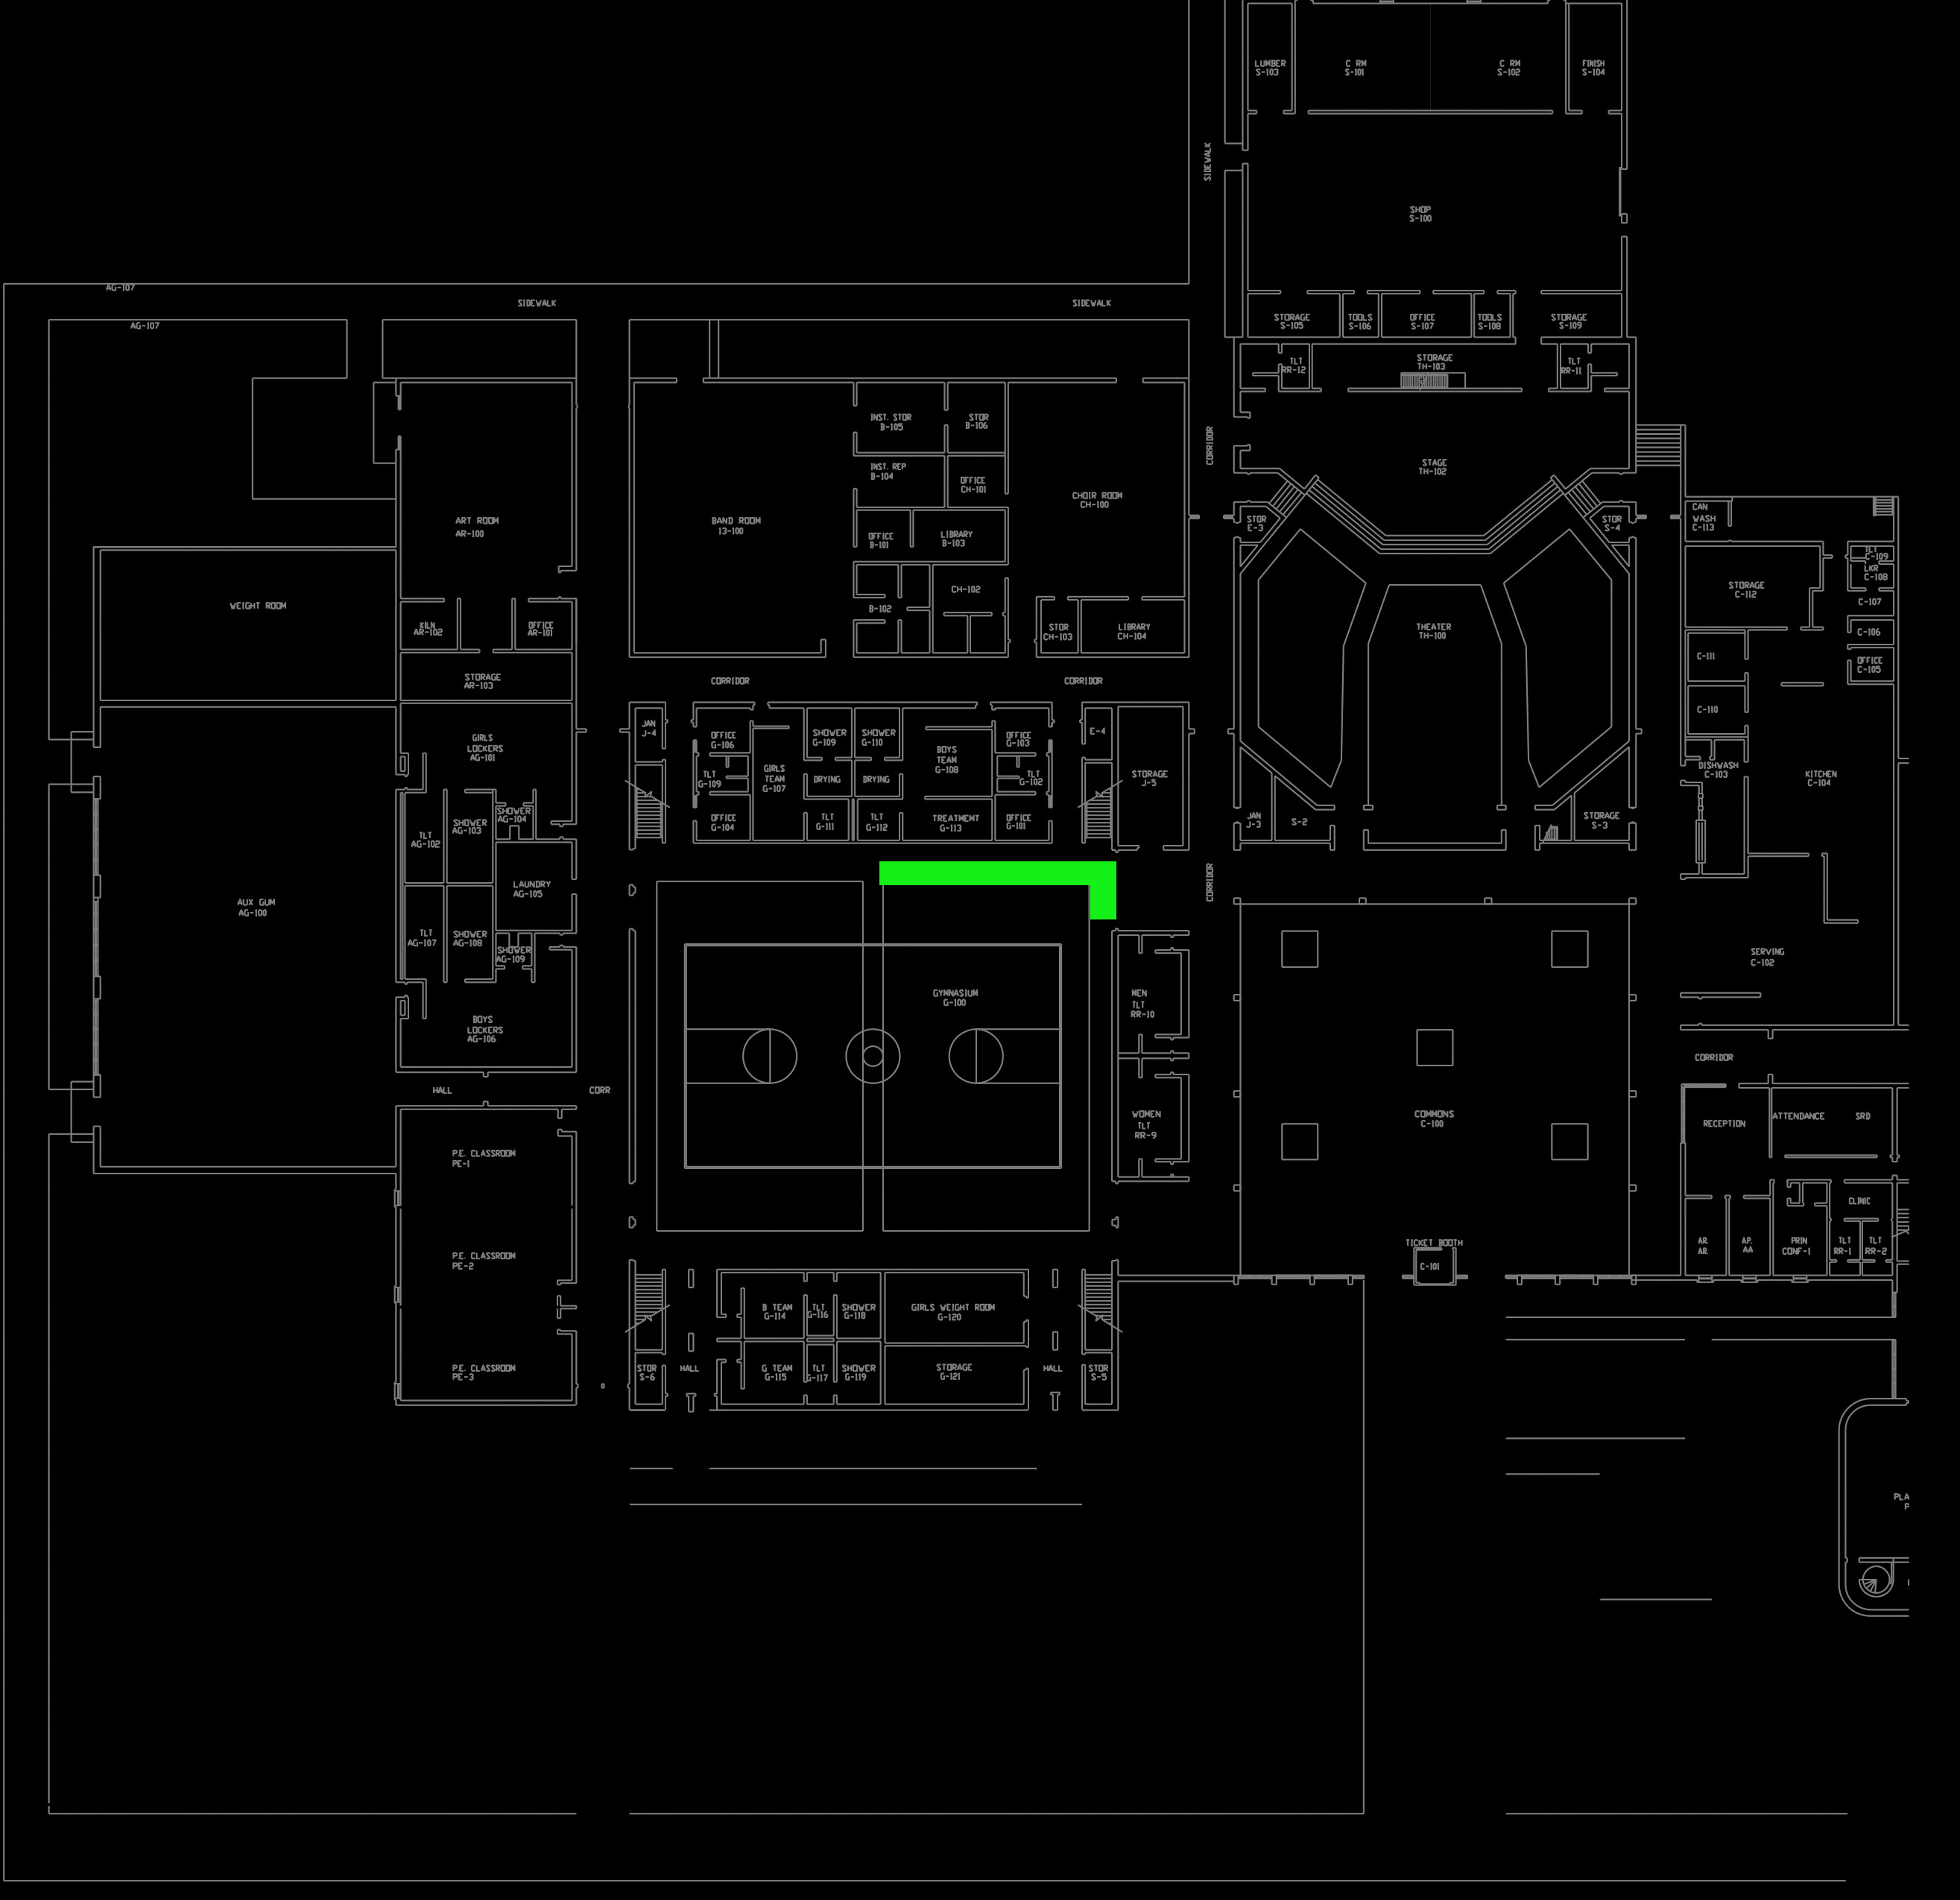 LUMBER
S-103
C RM
S-101
C RM
S-102
FINISH
S-104
SIDEWALK
SHOP
S-100
AG-107
SIDEWALK
SIDEWALK
AG-107
STORAGE
S-105
TOOLS
S-106
OFFICE
S-107
TOOLS
S-108
STORAGE
S-109
TLT
RR-12
STORAGE
TH-103
TLT
RR-11
INST. STOR
B-105
STOR
B-106
CORRIDOR
INST. REP
B-104
OFFICE
CH-101
STAGE
TH-102
CHOIR ROOM
CH-100
ART ROOM
AR-100
BAND ROOM
13-100
OFFICE
B-101
LIBRARY
B-103
STOR
E-3
STOR
S-4
CAN
WASH
C-113
TLT
C-109
LKR
C-108
STORAGE
C-112
C-107
CH-102
B-102
WEIGHT ROOM
KILN
AR-102
OFFICE
AR-101
STOR
CH-103
LIBRARY
CH-104
THEATER
TH-100
C-106
C-111
OFFICE
C-105
STORAGE
AR-103
CORRIDOR
CORRIDOR
C-110
JAN
J-4
OFFICE
G-106
SHOWER
G-109
SHOWER
G-110
OFFICE
G-103
E-4
GIRLS
LOCKERS
AG-101
BOYS
TEAM
G-108
TLT
G-109
GIRLS
TEAM
G-107
DRYING
DRYING
TLT
G-102
STORAGE
J-5
DISHWASH
C-103
KITCHEN
C-104
SHOWER
AG-104
SHOWER
AG-103
TLT
AG-102
OFFICE
G-104
TLT
G-111
TLT
G-112
TREATMEMT
G-113
OFFICE
G-101
JAN
J-3
S-2
STORAGE
S-3
LAUNDRY
AG-105
CORRIDOR
AUX GUM
AG-100
TLT
AG-107
SHOWER
AG-108
SHOWER
AG-109
SERVING
C-102
GYMNASIUM
G-100
MEN
TLT
RR-10
BOYS
LOCKERS
AG-106
CORRIDOR
HALL
CORR
WOMEN
TLT
RR-9
COMMONS
C-100
RECEPTION
ATTENDANCE
SRD
P.E. CLASSROOM
PE-1
CLINIC
P.E. CLASSROOM
PE-2
TICKET BOOTH
C-101
AR.
AR.
AP.
AA
PRIN
CONF-1
TLT
RR-1
TLT
RR-2
B TEAM
G-114
TLT
G-116
SHOWER
G-118
GIRLS WEIGHT ROOM
G-120
P.E. CLASSROOM
PE-3
STOR
S-6
HALL
G TEAM
G-115
TLT
G-117
SHOWER
G-119
STORAGE
G-121
HALL
STOR
S-5
PLA
P